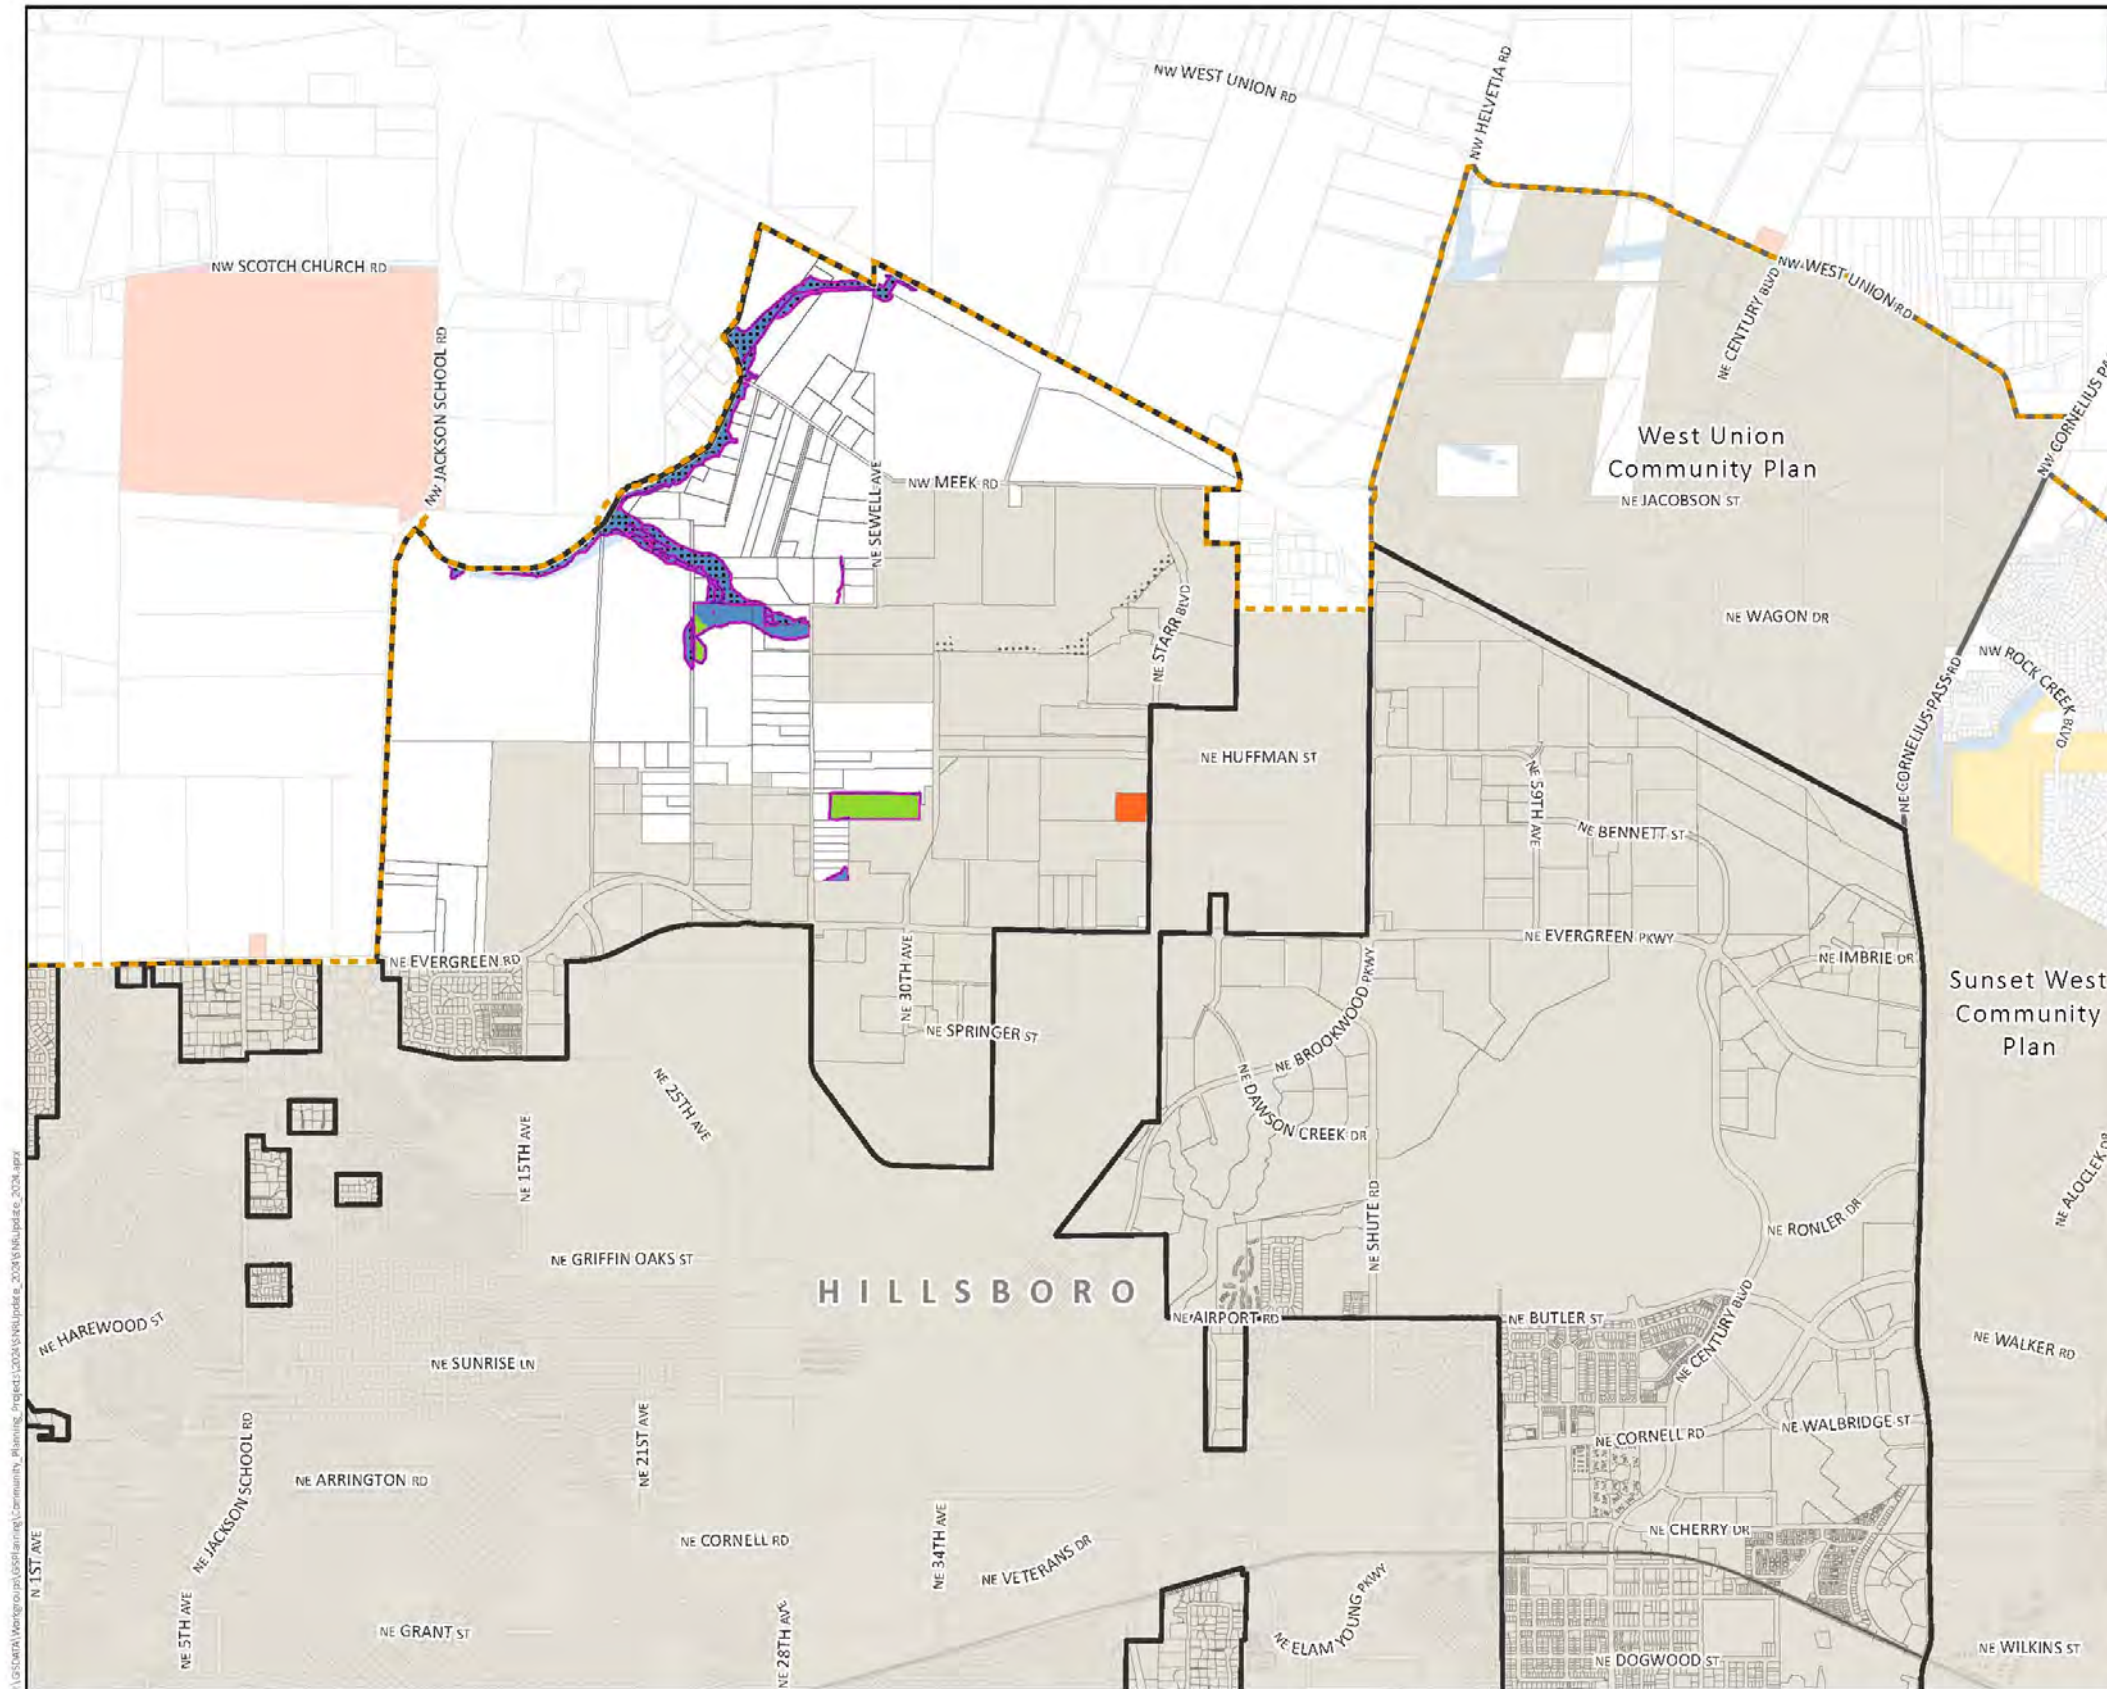 NW WEST UNION RD
NW HELVETIA RD
NW SCOTCH CHURCH RD
NW WEST UNION RD
NE CENTURY BLVD
NW JACKSON SCHOOL RD
West Union
Community Plan
NE JACOBSON ST
NW CORNELIUS PA
NW MEEK RD
NE SEWELL AVE
NE STARR BLVD
NE WAGON DR
NW ROCK CREEK BLVD
NE CORNELIUS PASS RD
NE HUFFMAN ST
NE 59TH AVE
NE BENNETT ST
NE EVERGREEN PKWY
NE IMBRIE DR
NE EVERGREEN RD
NE 30TH AVE
NE SPRINGER ST
NE BROOKWOOD PKWY
Sunset West
Community
Plan
NE 25TH AVE
NE DAWSON CREEK DR
NE 15TH AVE
NE SHUTE RD
NE ALOCLEK DR
NE RONLER DR
NE GRIFFIN OAKS ST
HILLSBORO
NE AIRPORT RD
NE BUTLER ST
NE CENTURY BLVD
NE HAREWOOD ST
NE SUNRISE LN
NE WALKER RD
NE JACKSON SCHOOL RD
NE 21ST AVE
NE CORNELL RD
NE WALBRIDGE ST
NE ARRINGTON RD
NE CORNELL RD
NE 34TH AVE
NE VETERANS DR
NE CHERRY DR
N 1ST AVE
NE 5TH AVE
NE GRANT ST
NE 28TH AVE
NE ELAM YOUNG PKWY
NE DOGWOOD ST
NE WILKINS ST